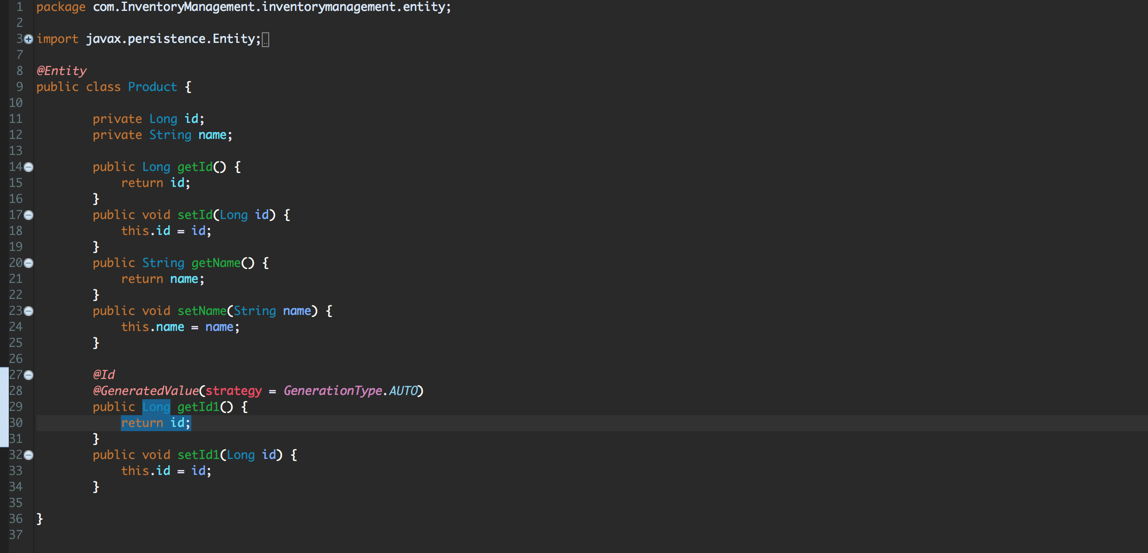 1 package com.InventoryManagement.inventorymanagement.entity;
2
3 import javax.persistence.Entity;
7
8 @Entity
9 public class Product {
10
11 private Long id;
12 private String name;
13
14 public Long getId() {
15 return id;
16 }
17 public void setId(Long id) {
18 this.id = id;
19 }
20 public String getName() {
21 return name;
22 }
23 public void setName(String name) {
24 this.name = name;
25 }
26
27 @Id
28 @GeneratedValue(strategy = GenerationType.AUTO)
29 public Long getId1() {
30 return id;
31 }
32 public void setId1(Long id) {
33 this.id = id;
34 }
35
36 }
37